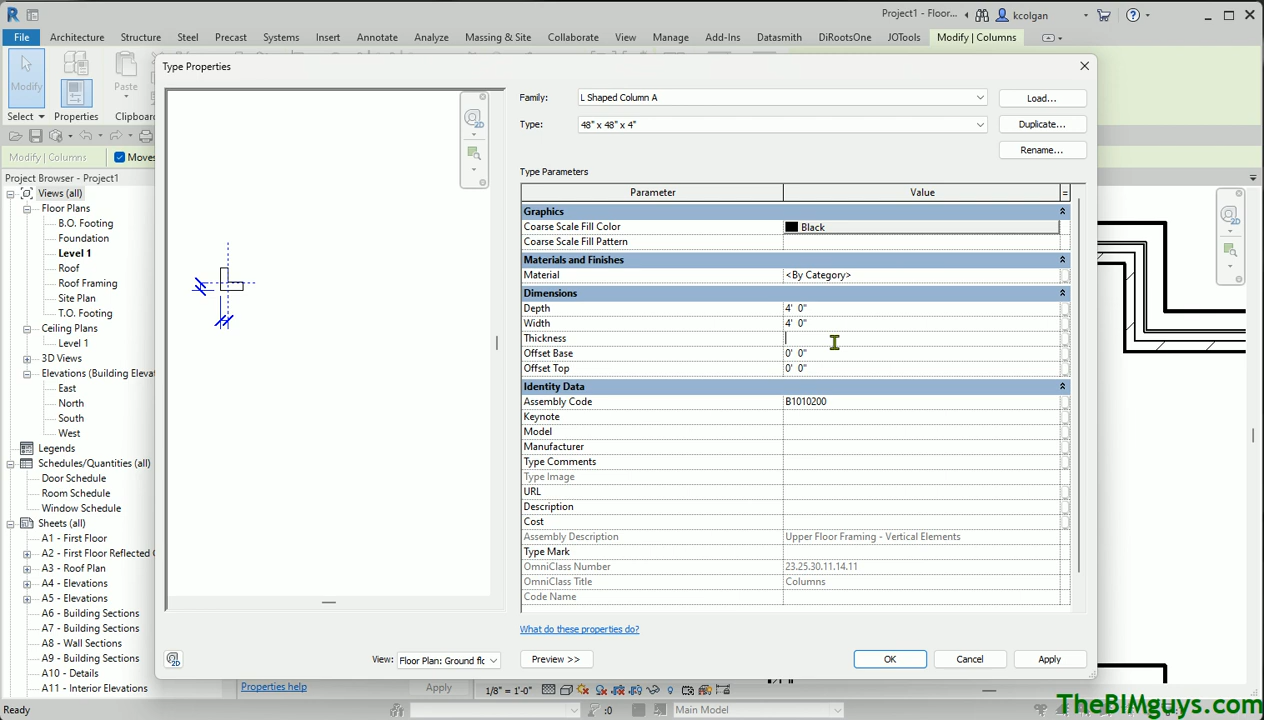 Project1 - Floor...
kcolgan
File
Architecture
Structure
Steel
Precast
Systems
Insert
Annotate
Analyze
Massing & Site
Collaborate
View
Manage
Add-Ins
Datasmith
DiRootsOne
JOTools
Modify | Columns
Modify
Paste
Select
Properties
Clipboard
Modify | Columns
Moves
Project Browser - Project1
Views (all)
Floor Plans
B.O. Footing
Foundation
Level 1
Roof
Roof Framing
Site Plan
T.O. Footing
Ceiling Plans
Level 1
3D Views
Elevations (Building Eleva
East
North
South
West
Legends
Schedules/Quantities (all)
Door Schedule
Room Schedule
Window Schedule
Sheets (all)
A1 - First Floor
A2 - First Floor Reflected C
A3 - Roof Plan
A4 - Elevations
A5 - Elevations
A6 - Building Sections
A7 - Building Sections
A8 - Wall Sections
A9 - Building Sections
A10 - Details
A11 - Interior Elevations
Type Properties
Family:
L Shaped Column A
Load...
Type:
48" x 48" x 4"
Duplicate...
Rename...
Type Parameters
Parameter Value =
Graphics
Coarse Scale Fill Color Black
Coarse Scale Fill Pattern
Materials and Finishes
Material <By Category>
Dimensions
Depth 4' 0"
Width 4' 0"
Thickness
Offset Base 0' 0"
Offset Top 0' 0"
Identity Data
Assembly Code B1010200
Keynote
Model
Manufacturer
Type Comments
Type Image
URL
Description
Cost
Assembly Description Upper Floor Framing - Vertical Elements
Type Mark
OmniClass Number 23.25.30.11.14.11
OmniClass Title Columns
Code Name
What do these properties do?
View: Floor Plan: Ground flo
Preview >>
OK
Cancel
Apply
Properties help
Apply
1/8" = 1'-0"
Ready
:0
Main Model
TheBIMguys.com